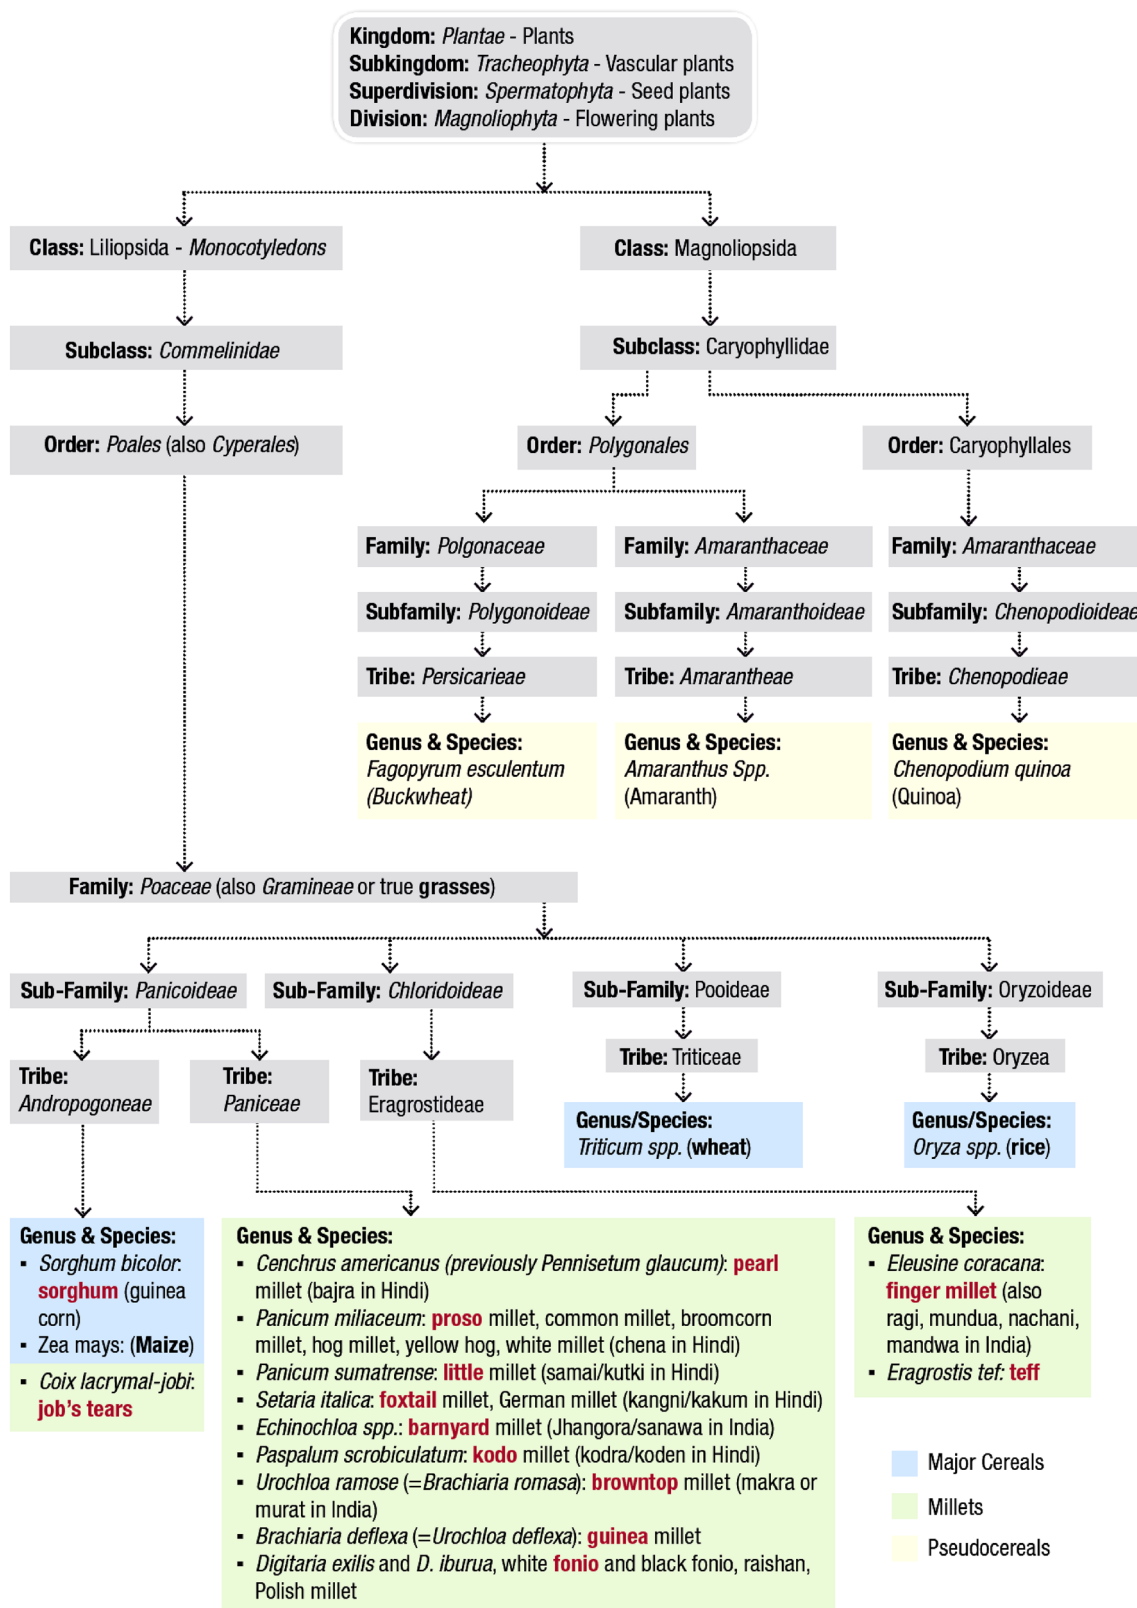 Kingdom: Plantae - Plants
Subkingdom: Tracheophyta - Vascular plants
Superdivision: Spermatophyta - Seed plants
Division: Magnoliophyta - Flowering plants
Class: Liliopsida - Monocotyledons
Class: Magnoliopsida
Subclass: Commelinidae
Subclass: Caryophyllidae
Order: Poales (also Cyperales)
Order: Polygonales
Order: Caryophyllales
Family: Polgonaceae
Family: Amaranthaceae
Family: Amaranthaceae
Subfamily: Polygonoideae
Subfamily: Amaranthoideae
Subfamily: Chenopodioideae
Tribe: Persicarieae
Tribe: Amarantheae
Tribe: Chenopodieae
Genus & Species:
Fagopyrum esculentum
(Buckwheat)
Genus & Species:
Amaranthus Spp.
(Amaranth)
Genus & Species:
Chenopodium quinoa
(Quinoa)
Family: Poaceae (also Gramineae or true grasses)
Sub-Family: Panicoideae
Sub-Family: Chloridoideae
Sub-Family: Pooideae
Sub-Family: Oryzoideae
Tribe:
Andropogoneae
Tribe:
Paniceae
Tribe:
Eragrostideae
Tribe: Triticeae
Tribe: Oryzea
Genus/Species:
Triticum spp. (wheat)
Genus/Species:
Oryza spp. (rice)
Genus & Species:
▪ Sorghum bicolor:
sorghum (guinea
corn)
▪ Zea mays: (Maize)
▪ Coix lacrymal-jobi:
job's tears
Genus & Species:
▪ Cenchrus americanus (previously Pennisetum glaucum): pearl
millet (bajra in Hindi)
▪ Panicum miliaceum: proso millet, common millet, broomcorn
millet, hog millet, yellow hog, white millet (chena in Hindi)
▪ Panicum sumatrense: little millet (samai/kutki in Hindi)
▪ Setaria italica: foxtail millet, German millet (kangni/kakum in Hindi)
▪ Echinochloa spp.: barnyard millet (Jhangora/sanawa in India)
▪ Paspalum scrobiculatum: kodo millet (kodra/koden in Hindi)
▪ Urochloa ramose (=Brachiaria romasa): browntop millet (makra or
murat in India)
▪ Brachiaria deflexa (=Urochloa deflexa): guinea millet
▪ Digitaria exilis and D. iburua, white fonio and black fonio, raishan,
Polish millet
Genus & Species:
▪ Eleusine coracana:
finger millet (also
ragi, mundua, nachani,
mandwa in India)
▪ Eragrostis tef: teff
Major Cereals
Millets
Pseudocereals